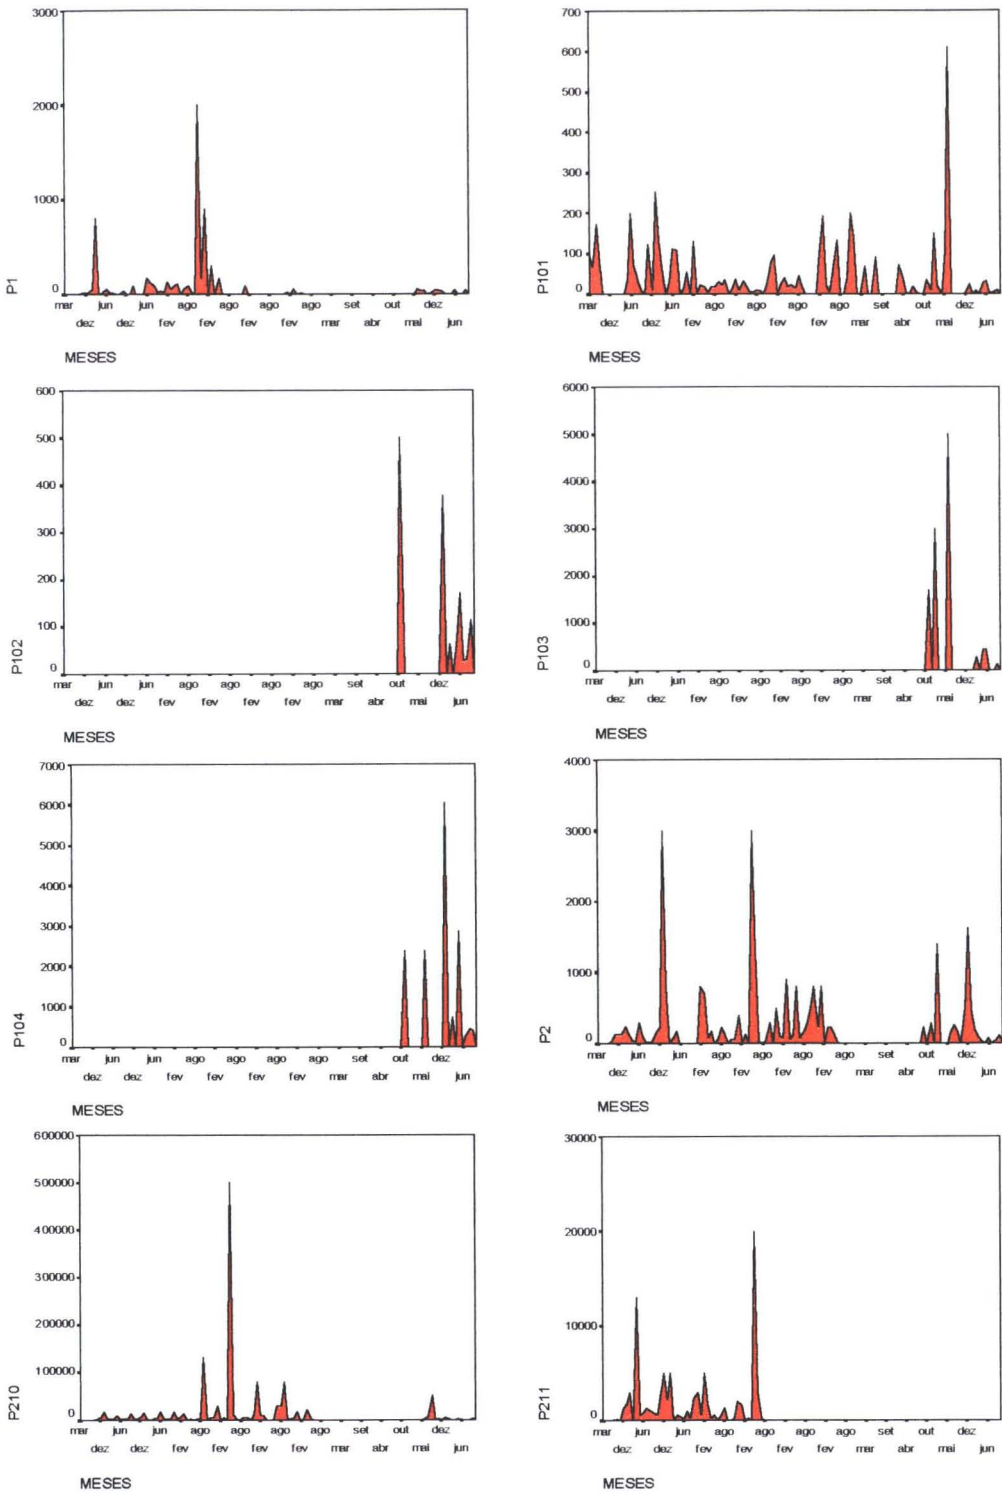 3000
2000
1000
0
P1
mar jun jun ago ago ago ago set out dez
dez dez fev fev fev fev mar abr mai jun
MESES
700
600
500
400
300
200
100
0
P101
mar jun jun ago ago ago ago set out dez
dez dez fev fev fev fev mar abr mai jun
MESES
600
500
400
300
200
100
0
P102
mar jun jun ago ago ago ago set out dez
dez dez fev fev fev fev mar abr mai jun
MESES
6000
5000
4000
3000
2000
1000
0
P103
mar jun jun ago ago ago ago set out dez
dez dez fev fev fev fev mar abr mai jun
MESES
7000
6000
5000
4000
3000
2000
1000
0
P104
mar jun jun ago ago ago ago set out dez
dez dez fev fev fev fev mar abr mai jun
MESES
4000
3000
2000
1000
0
P2
mar jun jun ago ago ago ago set out dez
dez dez fev fev fev fev mar abr mai jun
MESES
600000
500000
400000
300000
200000
100000
0
P210
mar jun jun ago ago ago ago set out dez
dez dez fev fev fev fev mar abr mai jun
MESES
30000
20000
10000
0
P211
mar jun jun ago ago ago ago set out dez
dez dez fev fev fev fev mar abr mai jun
MESES